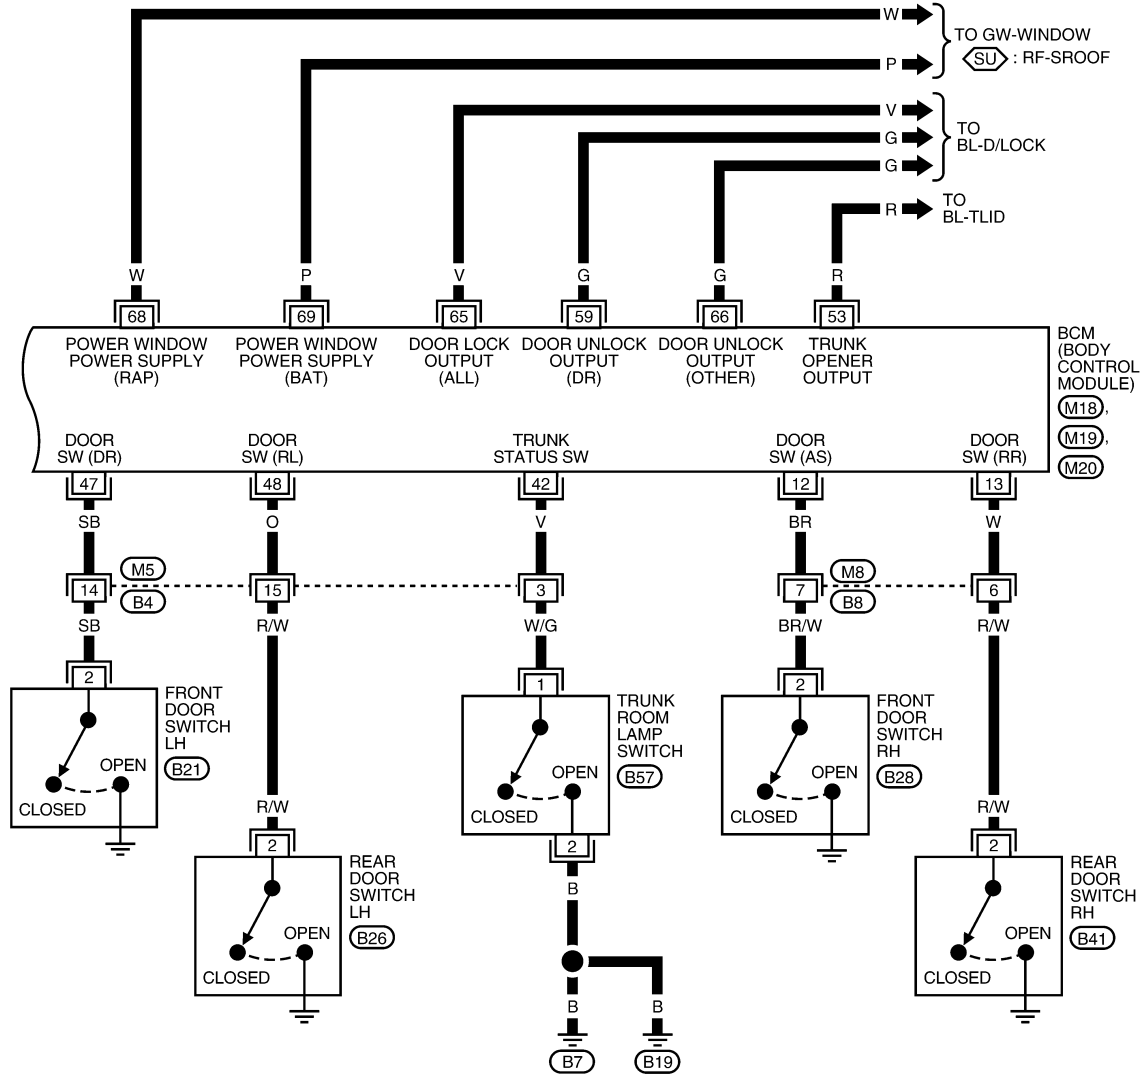 W
TO GW-WINDOW
SU : RF-SROOF
P
V
TO
BL-D/LOCK
G
G
TO
BL-TLID
R
W
P
V
G
G
R
68
69
65
59
66
53
POWER WINDOW
POWER SUPPLY
(RAP)
POWER WINDOW
POWER SUPPLY
(BAT)
DOOR LOCK
OUTPUT
(ALL)
DOOR UNLOCK
OUTPUT
(DR)
DOOR UNLOCK
OUTPUT
(OTHER)
TRUNK
OPENER
OUTPUT
BCM
(BODY
CONTROL
MODULE)
M18,
M19,
M20
DOOR
SW (DR)
DOOR
SW (RL)
TRUNK
STATUS SW
DOOR
SW (AS)
DOOR
SW (RR)
47
48
42
12
13
SB
O
V
BR
W
14
M5
B4
15
3
7
M8
B8
6
SB
R/W
W/G
BR/W
R/W
2
1
2
FRONT
DOOR
SWITCH
LH
B21
OPEN
CLOSED
TRUNK
ROOM
LAMP
SWITCH
B57
OPEN
CLOSED
FRONT
DOOR
SWITCH
RH
B28
OPEN
CLOSED
R/W
R/W
2
2
2
REAR
DOOR
SWITCH
LH
B26
OPEN
CLOSED
B
REAR
DOOR
SWITCH
RH
B41
OPEN
CLOSED
B
B
B7
B19